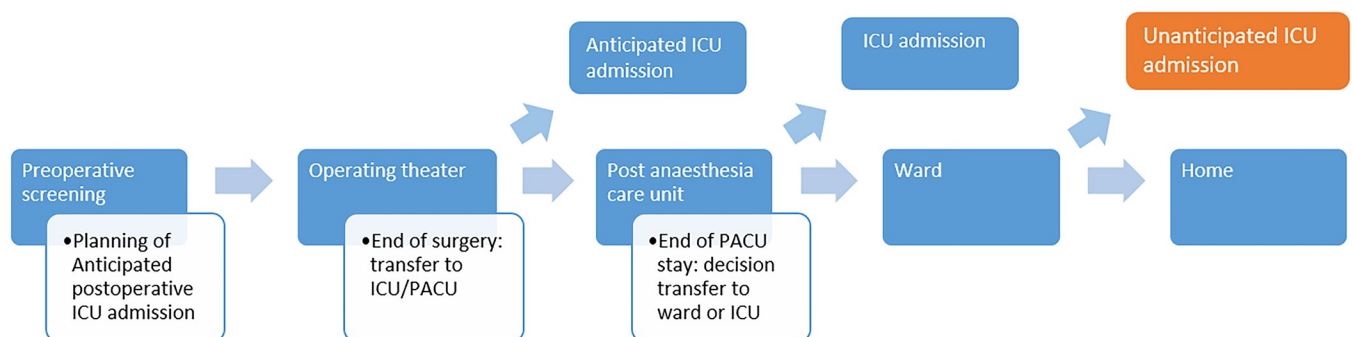 Anticipated ICU
admission
ICU admission
Unanticipated ICU
admission
Preoperative
screening
•Planning of
Anticipated
postoperative
ICU admission
Operating theater
•End of surgery:
transfer to
ICU/PACU
Post anaesthesia
care unit
•End of PACU
stay: decision
transfer to
ward or ICU
Ward
Home